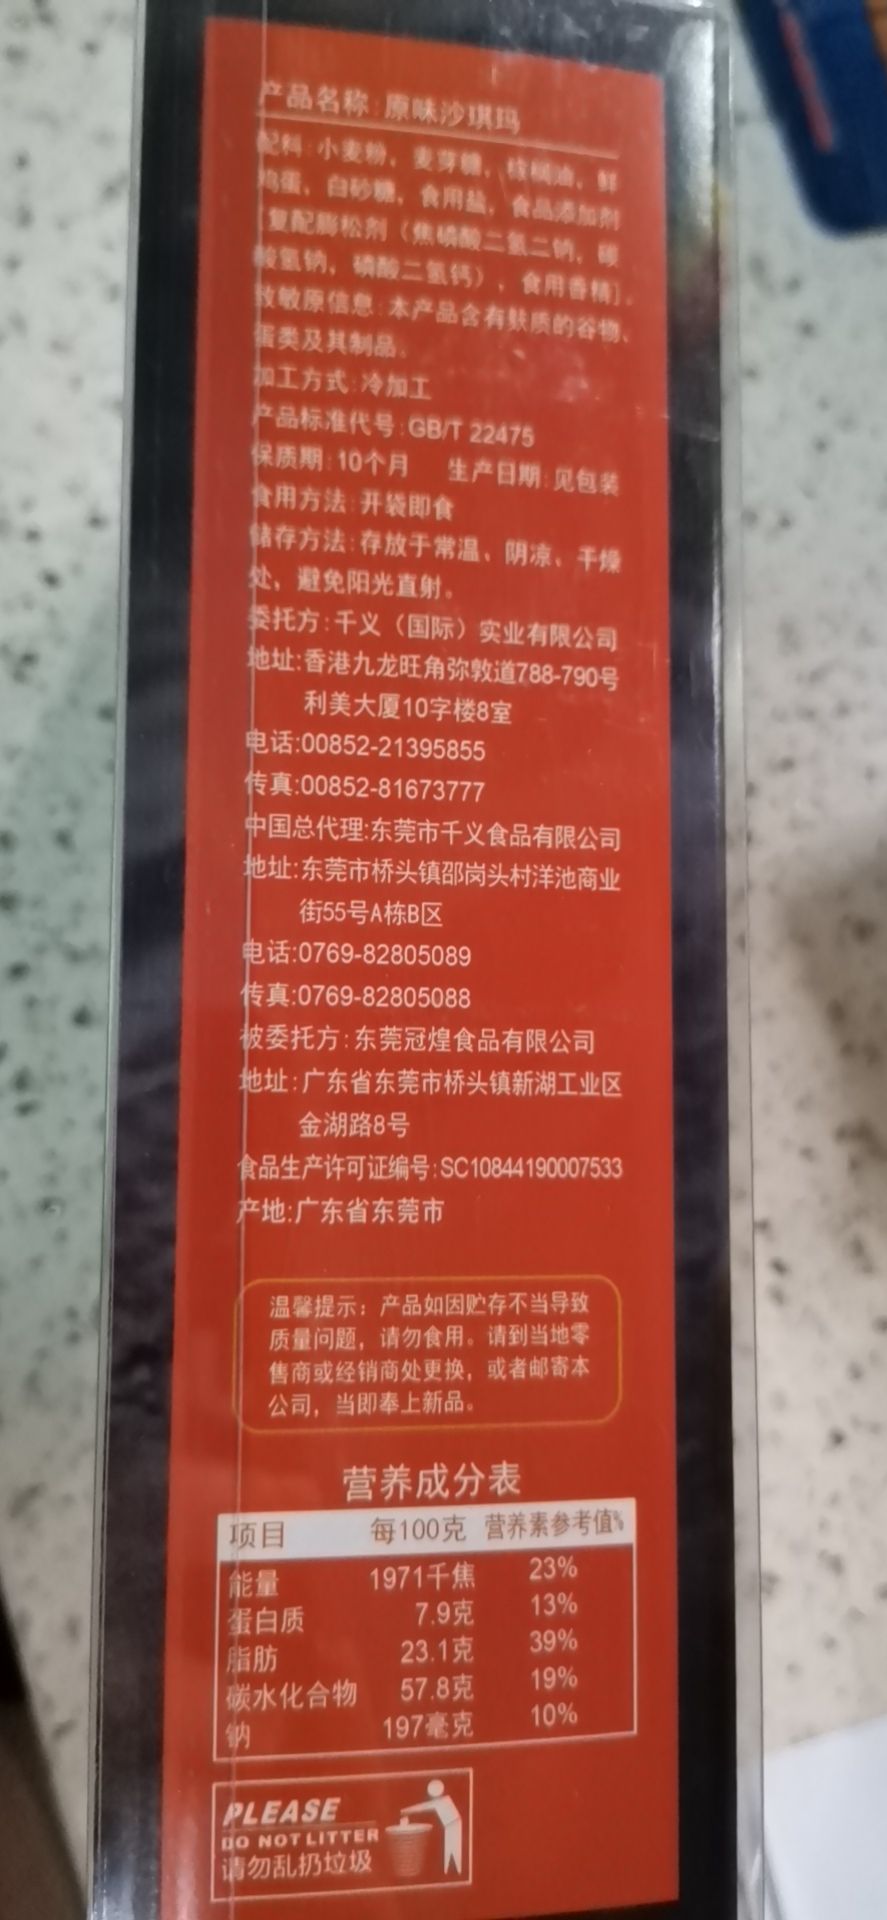 产品名称:原味沙琪玛
配料:小麦粉、麦芽糖、棕榈油、鲜
鸡蛋、白砂糖、食用盐、食品添加剂
[复配膨松剂(焦磷酸二氢二钠、碳
酸氢钠、磷酸二氢钙)、食用香精]。
致敏原信息:本产品含有麸质的谷物、
蛋类及其制品。
加工方式:冷加工
产品标准代号:GB/T 22475
保质期:10个月 生产日期:见包装
食用方法:开袋即食
储存方法:存放于常温、阴凉、干燥
处,避免阳光直射。
委托方:千义(国际)实业有限公司
地址:香港九龙旺角弥敦道788-790号
利美大厦10字楼8室
电话:00852-21395855
传真:00852-81673777
中国总代理:东莞市千义食品有限公司
地址:东莞市桥头镇邵岗头村洋池商业
街55号A栋B区
电话:0769-82805089
传真:0769-82805088
被委托方:东莞冠煌食品有限公司
地址:广东省东莞市桥头镇新湖工业区
金湖路8号
食品生产许可证编号:SC10844190007533
产地:广东省东莞市
温馨提示:产品如因贮存不当导致
质量问题,请勿食用。请到当地零
售商或经销商处更换,或者邮寄本
公司,当即奉上新品。
营养成分表
项目 每100克 营养素参考值%
能量 1971千焦 23%
蛋白质 7.9克 13%
脂肪 23.1克 39%
碳水化合物 57.8克 19%
钠 197毫克 10%
PLEASE
DO NOT LITTER
请勿乱扔垃圾